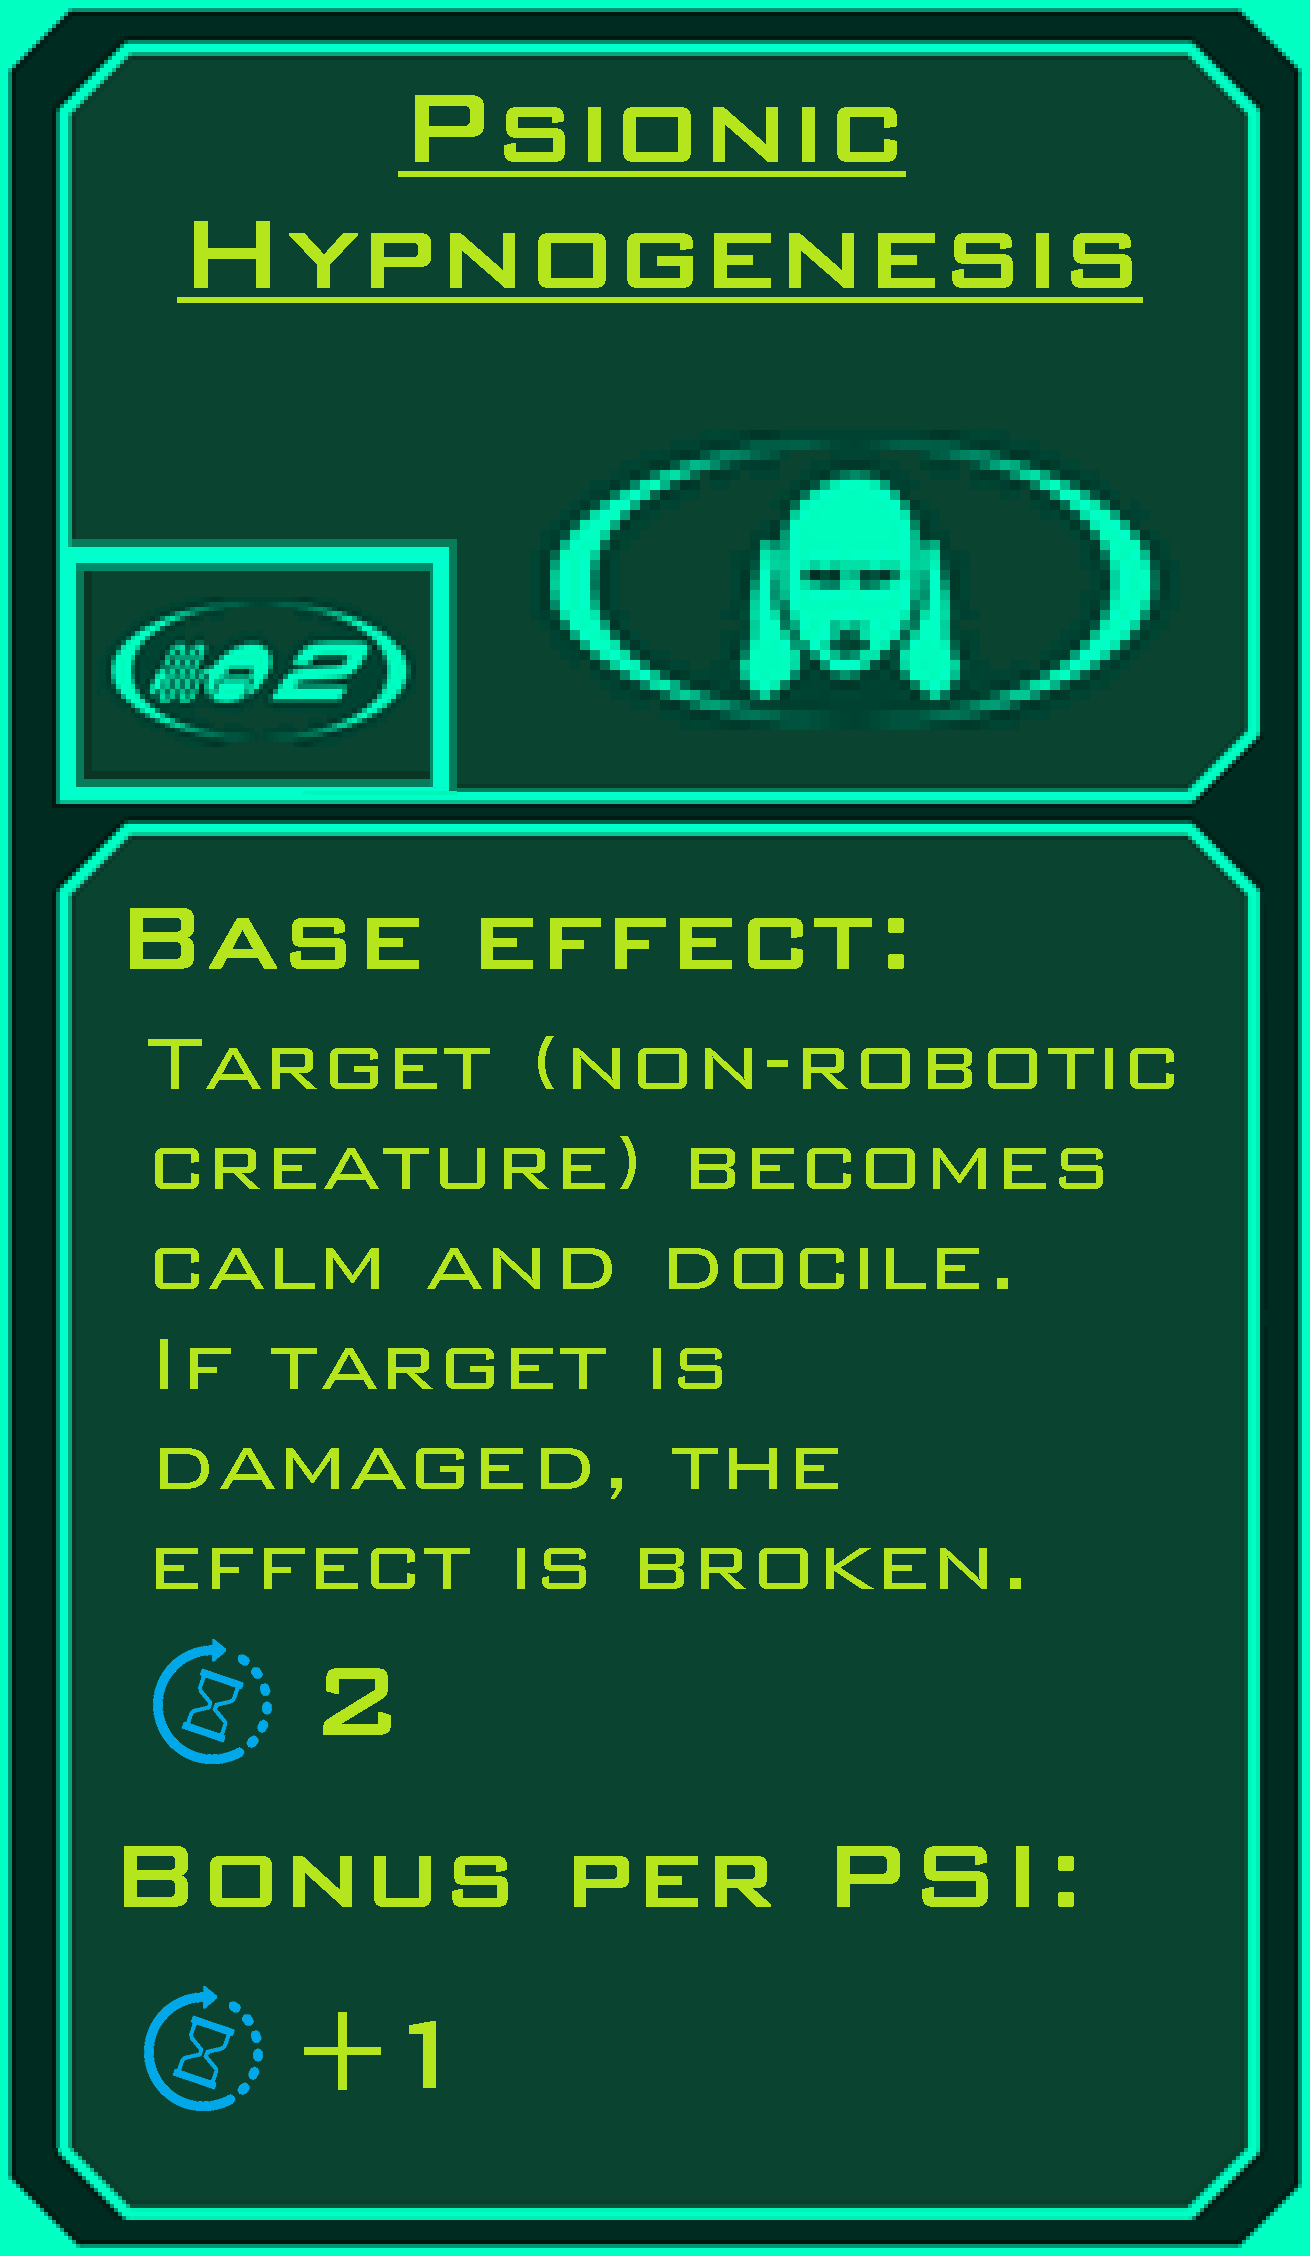 Psionic
Hypnogenesis
2
Base effect:
Target (non-robotic
creature) becomes
calm and docile.
If target is
damaged, the
effect is broken.
2
Bonus per PSI:
+1